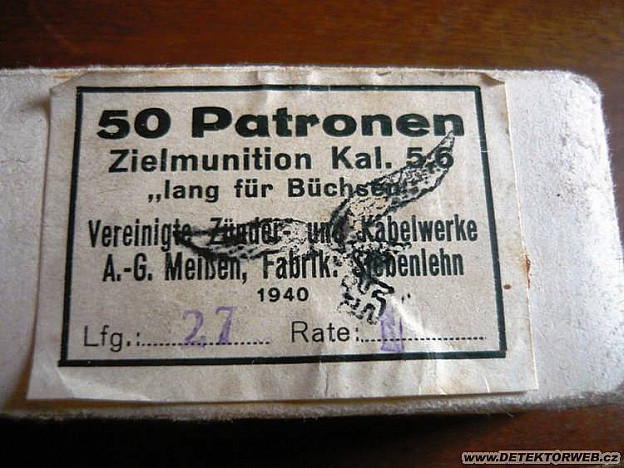 50 Patronen
Zielmunition Kal. 5,6
„lang für Büchsen"
Vereinigte Zünder- und Kabelwerke
A.-G. Meißen, Fabrik: Siebenlehn
1940
Lfg.: 27 Rate:
www.DETEKTORWEB.cz